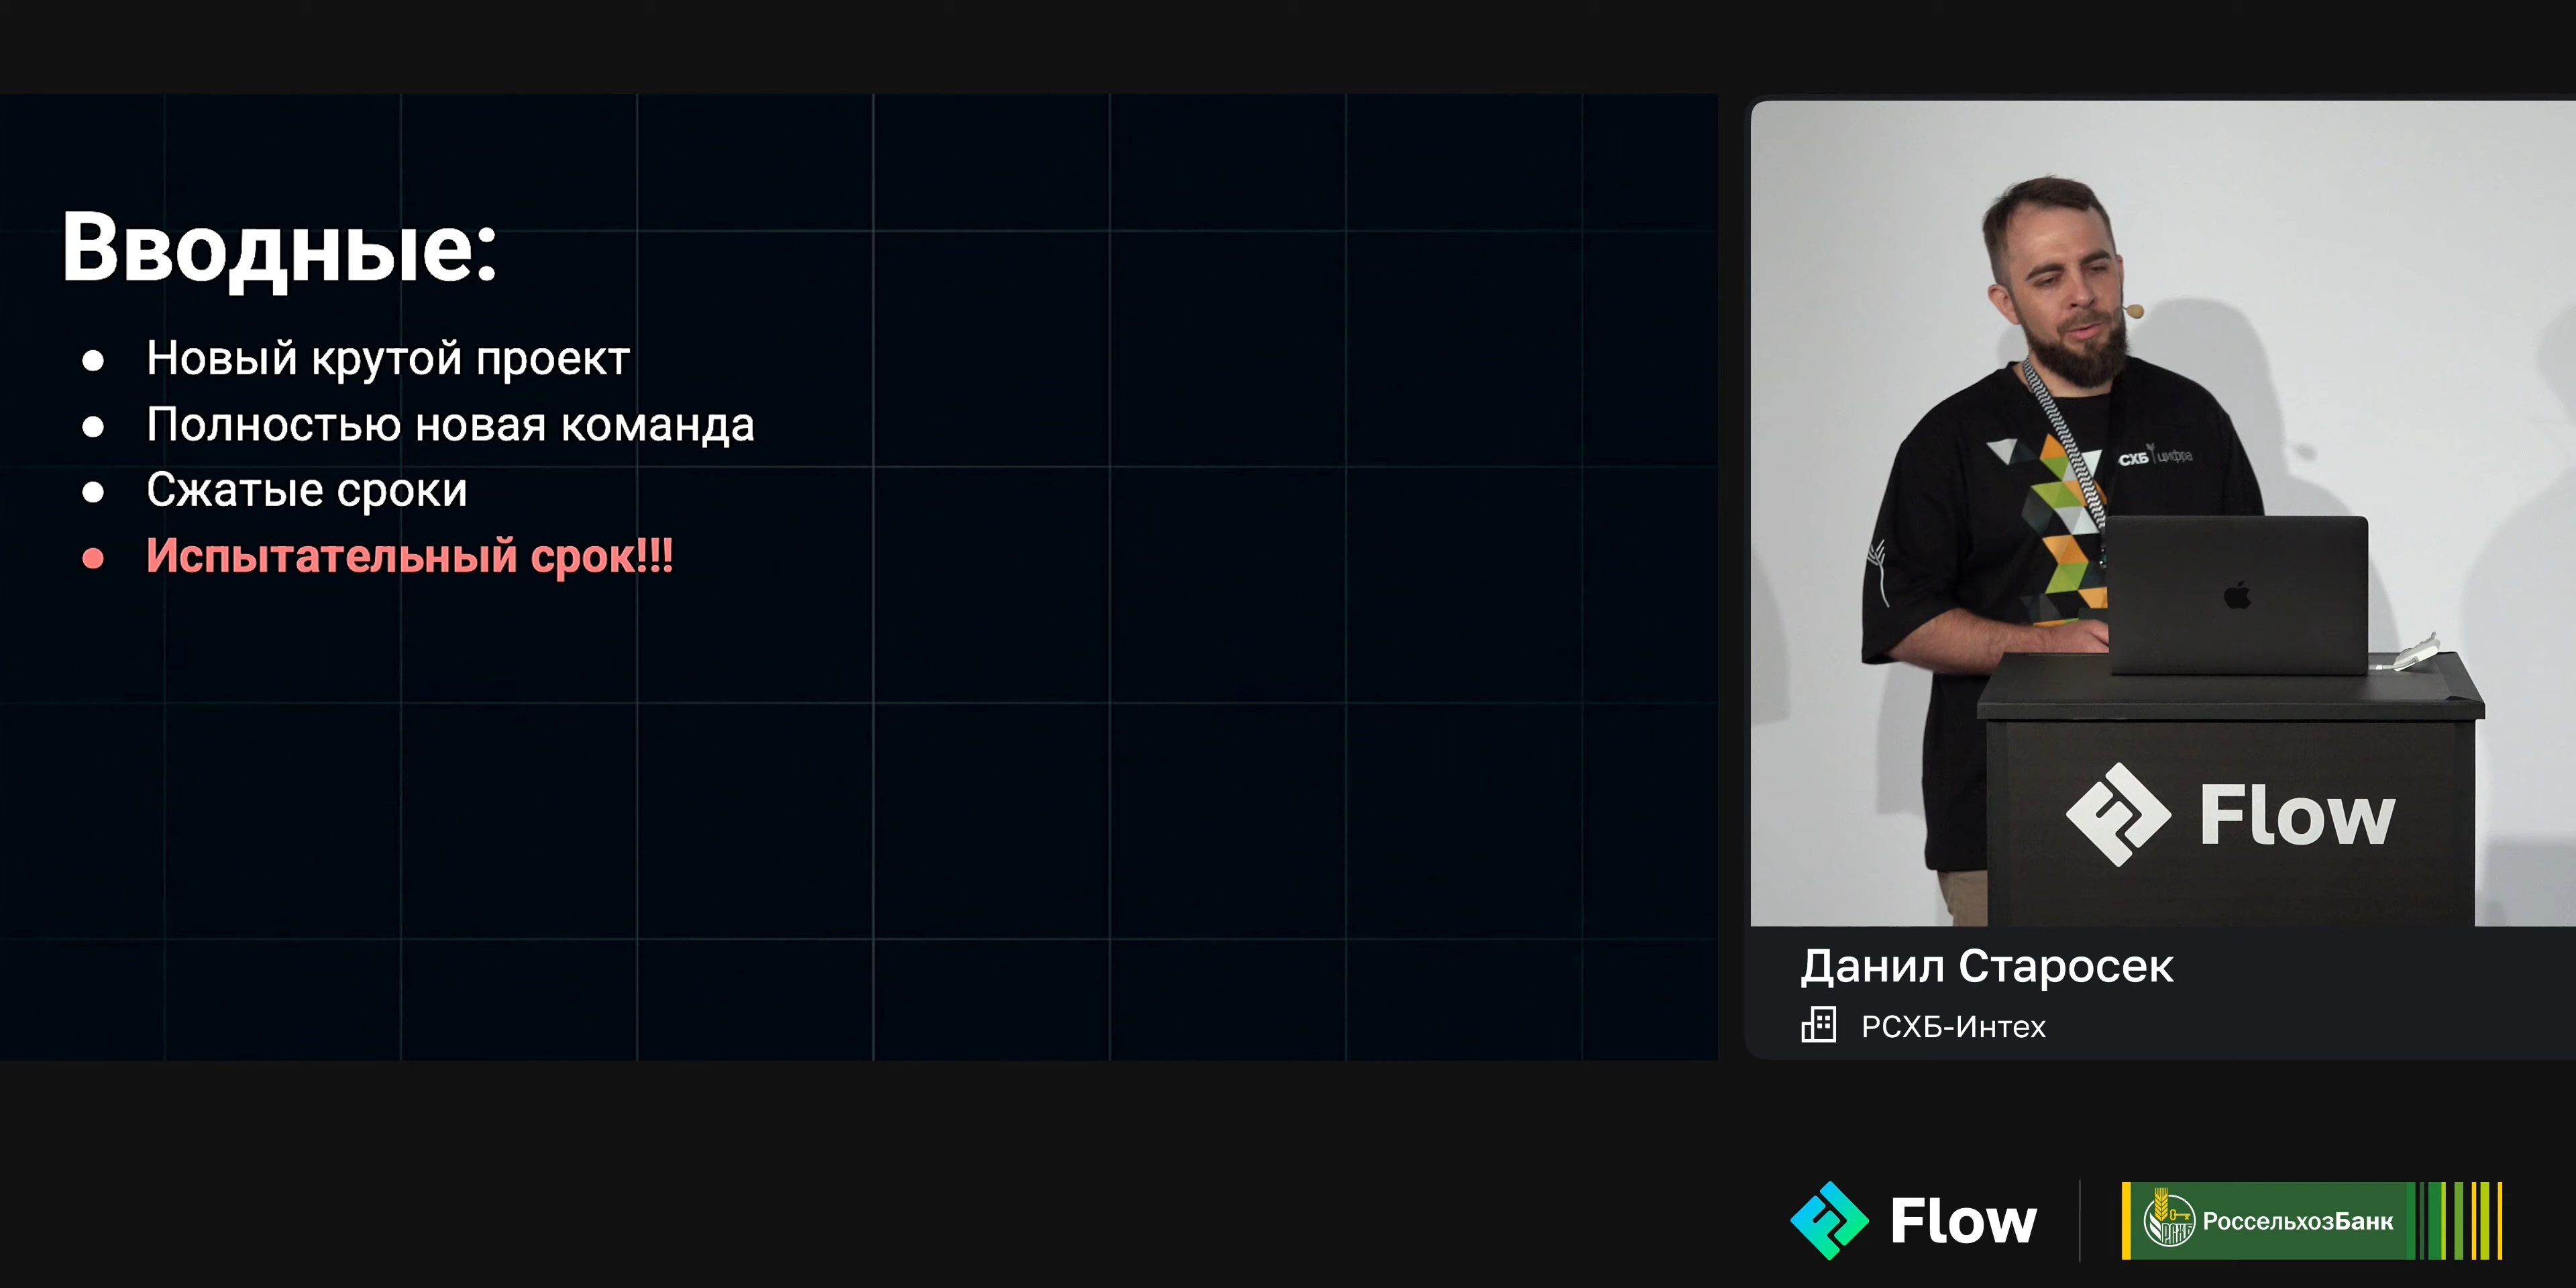 Вводные:
● Новый крутой проект
● Полностью новая команда
● Сжатые сроки
● Испытательный срок!!!
СХБ цифра
Flow
Данил Старосек
РСХБ-Интех
Flow
РСХБ
РоссельхозБанк